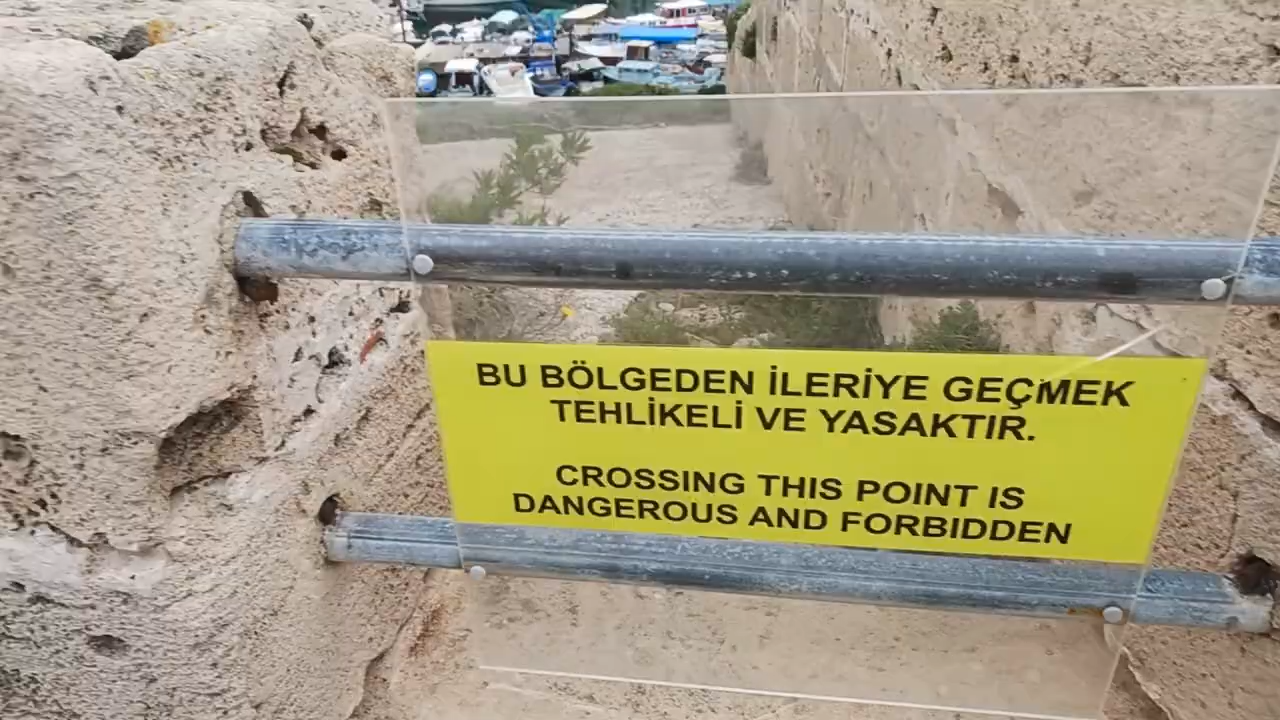 BU BÖLGEDEN İLERİYE GEÇMEK
TEHLİKELİ VE YASAKTIR.
CROSSING THIS POINT IS
DANGEROUS AND FORBIDDEN